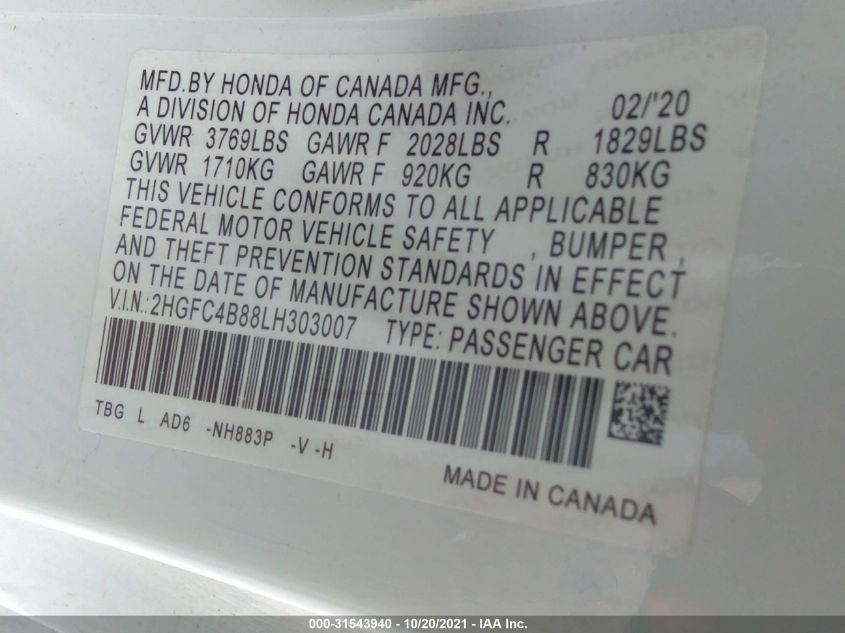 MFD.BY HONDA OF CANADA MFG.,
A DIVISION OF HONDA CANADA INC. 02/'20
GVWR 3769LBS GAWR F 2028LBS R 1829LBS
GVWR 1710KG GAWR F 920KG R 830KG
THIS VEHICLE CONFORMS TO ALL APPLICABLE
FEDERAL MOTOR VEHICLE SAFETY , BUMPER ,
AND THEFT PREVENTION STANDARDS IN EFFECT
ON THE DATE OF MANUFACTURE SHOWN ABOVE.
V.I.N.: 2HGFC4B88LH303007 TYPE: PASSENGER CAR
TBG L AD6 -NH883P -V -H
MADE IN CANADA
000-31543940 - 10/20/2021 - IAA Inc.